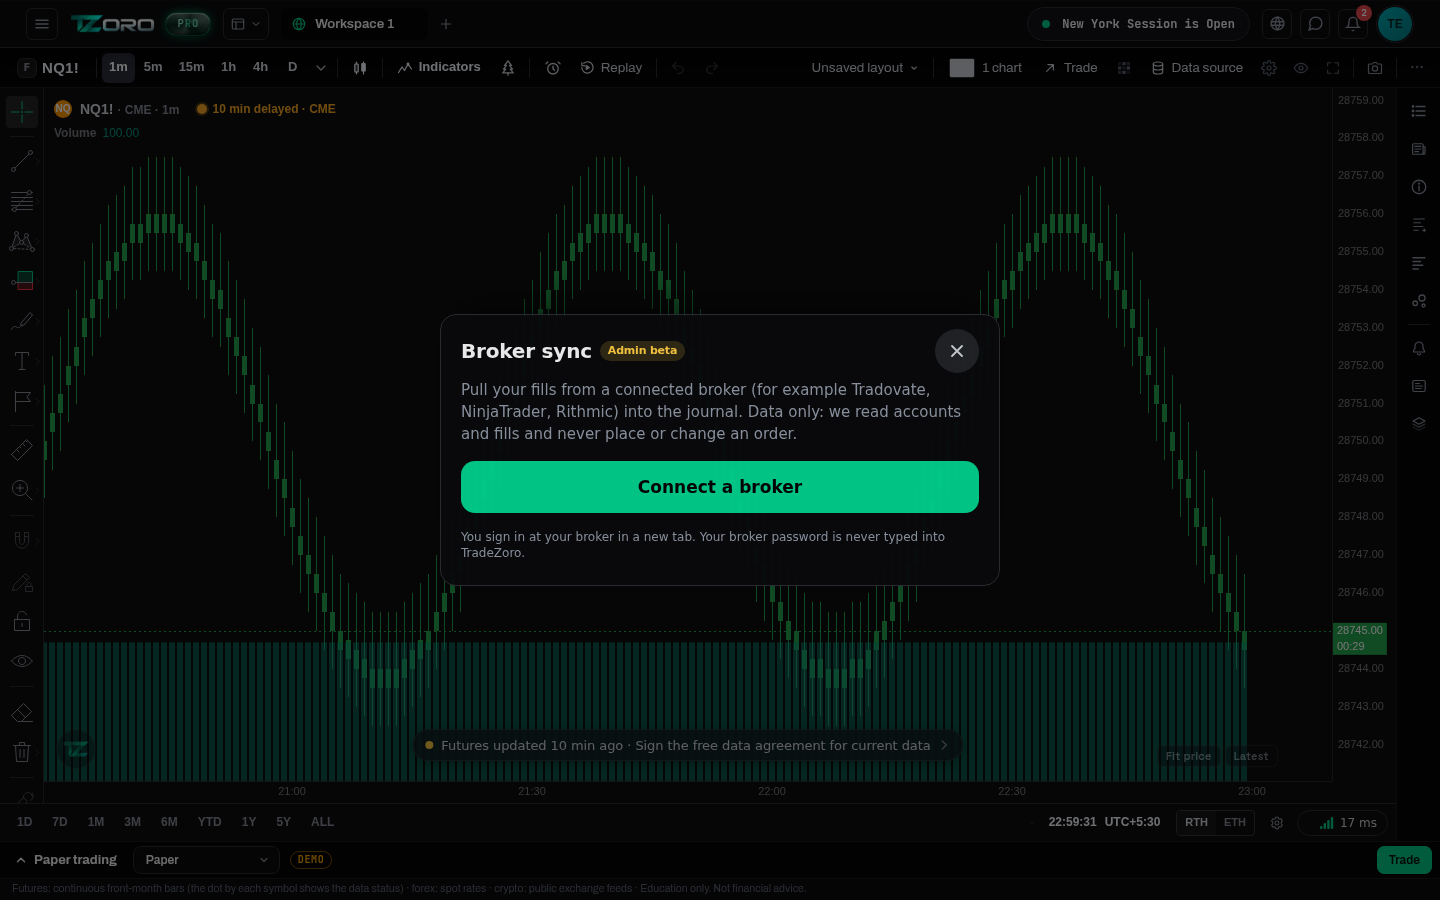 TZORO PRO Workspace 1 New York Session is Open 2 TE
F NQ1! 1m 5m 15m 1h 4h D Indicators Replay Unsaved layout 1 chart Trade Data source
NQ NQ1! · CME · 1m 10 min delayed · CME
Volume 100.00
28759.00
28758.00
28757.00
28756.00
28755.00
28754.00
28753.00
28752.00
28751.00
28750.00
28749.00
28748.00
28747.00
28746.00
28745.00
00:29
28744.00
28743.00
28742.00
Broker sync Admin beta
Pull your fills from a connected broker (for example Tradovate,
NinjaTrader, Rithmic) into the journal. Data only: we read accounts
and fills and never place or change an order.
Connect a broker
You sign in at your broker in a new tab. Your broker password is never typed into
TradeZoro.
Futures updated 10 min ago · Sign the free data agreement for current data
Fit price Latest
21:00 21:30 22:00 22:30 23:00
1D 7D 1M 3M 6M YTD 1Y 5Y ALL 22:59:31 UTC+5:30 RTH ETH 17 ms
Paper trading Paper DEMO Trade
Futures: continuous front-month bars (the dot by each symbol shows the data status) · forex: spot rates · crypto: public exchange feeds · Education only. Not financial advice.